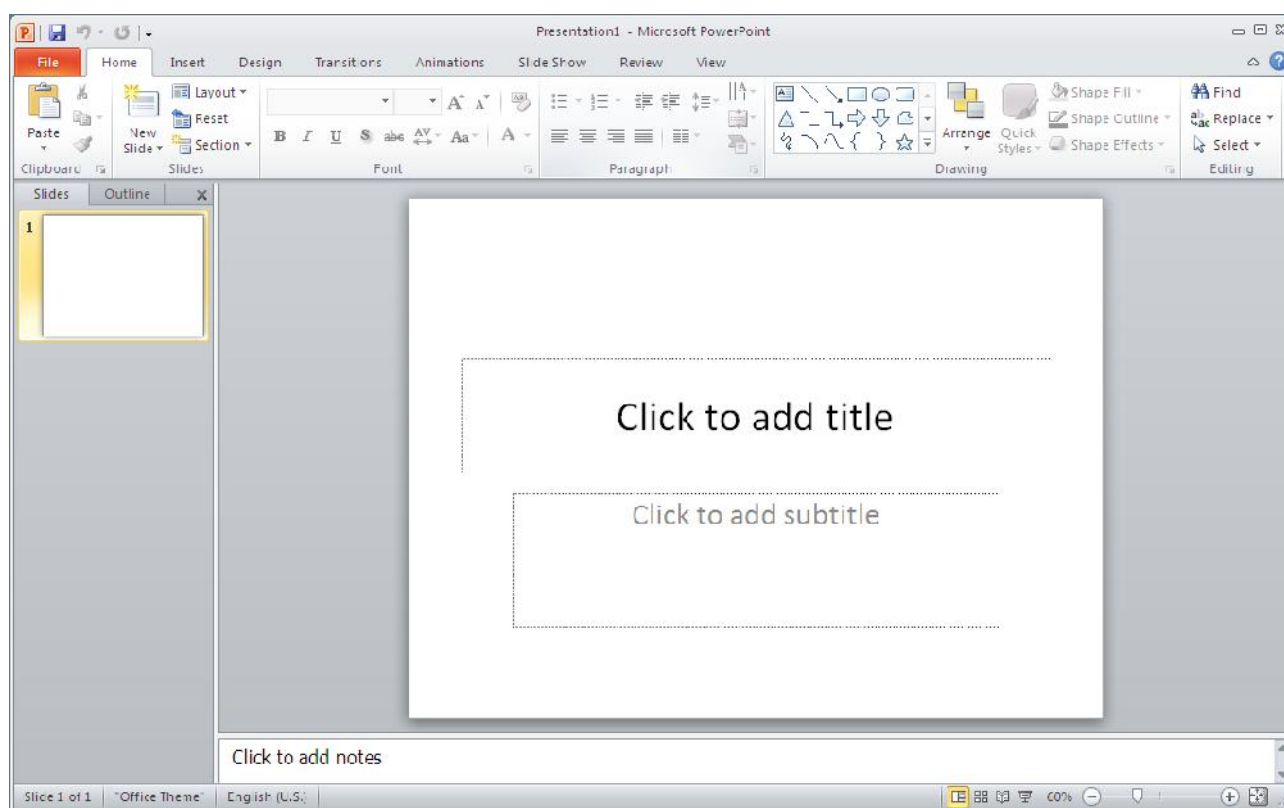 Presentation1 - Microsoft PowerPoint
File Home Insert Design Transitions Animations Slide Show Review View
Paste
New Slide
Layout
Reset
Section
B I U S abc AV Aa A
Arrange
Quick Styles
Shape Fill
Shape Outline
Shape Effects
Find
Replace
Select
Clipboard Slides Font Paragraph Drawing Editing
Slides Outline
1
Click to add title
Click to add subtitle
Click to add notes
Slide 1 of 1 "Office Theme" English (U.S.)